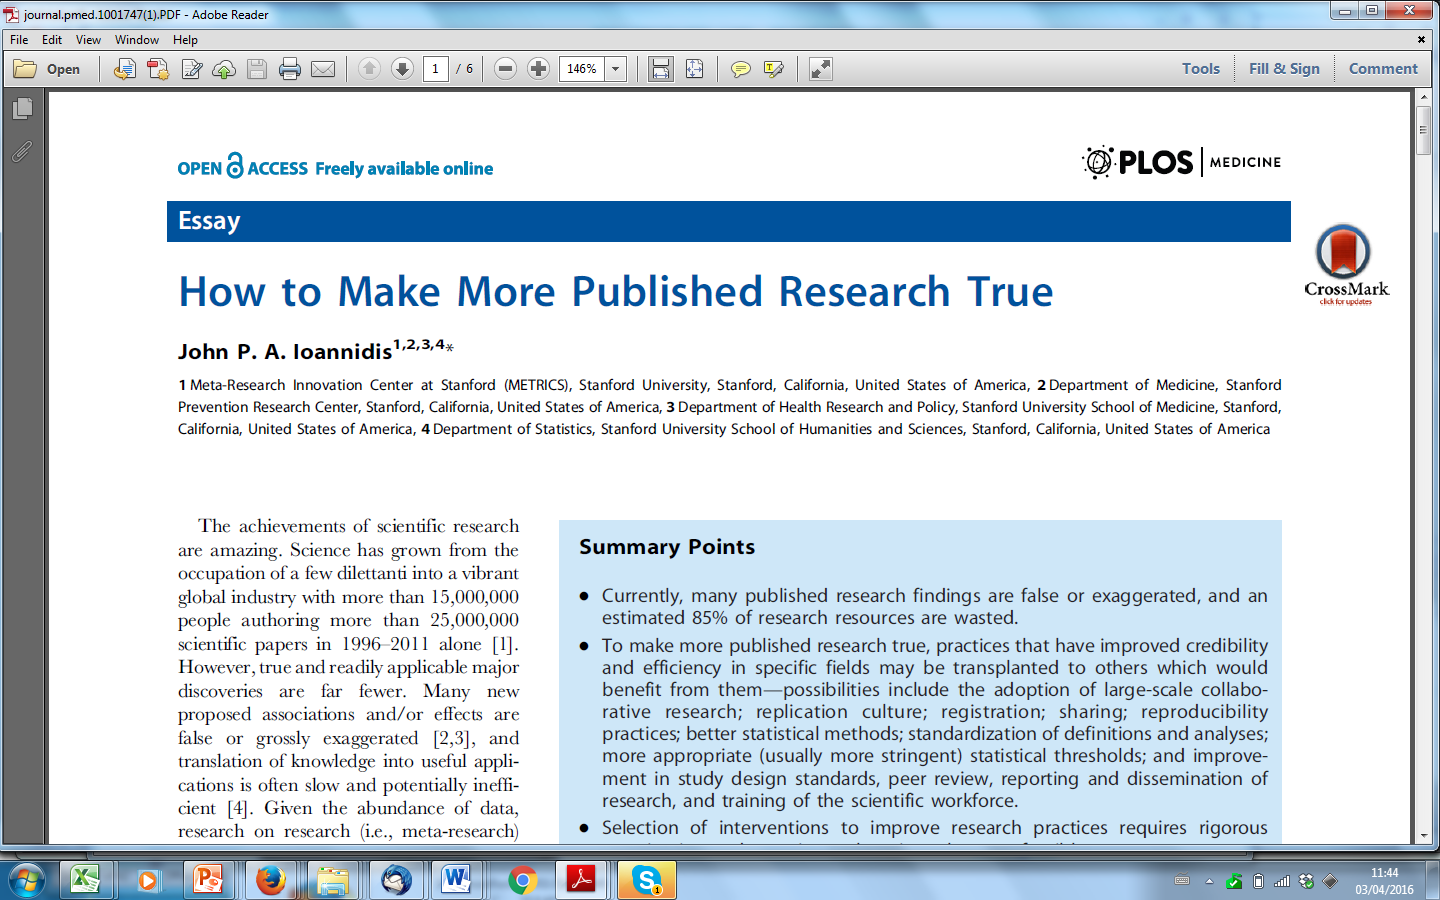 journal.pmed.1001747(1).PDF - Adobe Reader
File Edit View Window Help
Open 1 / 6 146% Tools Fill & Sign Comment
OPEN ACCESS Freely available online
PLOS MEDICINE
Essay
CrossMark
click for updates
How to Make More Published Research True
John P. A. Ioannidis1,2,3,4*
1 Meta-Research Innovation Center at Stanford (METRICS), Stanford University, Stanford, California, United States of America, 2 Department of Medicine, Stanford
Prevention Research Center, Stanford, California, United States of America, 3 Department of Health Research and Policy, Stanford University School of Medicine, Stanford,
California, United States of America, 4 Department of Statistics, Stanford University School of Humanities and Sciences, Stanford, California, United States of America
The achievements of scientific research
are amazing. Science has grown from the
occupation of a few dilettanti into a vibrant
global industry with more than 15,000,000
people authoring more than 25,000,000
scientific papers in 1996–2011 alone [1].
However, true and readily applicable major
discoveries are far fewer. Many new
proposed associations and/or effects are
false or grossly exaggerated [2,3], and
translation of knowledge into useful appli-
cations is often slow and potentially ineffi-
cient [4]. Given the abundance of data,
research on research (i.e., meta-research)
Summary Points
● Currently, many published research findings are false or exaggerated, and an
estimated 85% of research resources are wasted.
● To make more published research true, practices that have improved credibility
and efficiency in specific fields may be transplanted to others which would
benefit from them—possibilities include the adoption of large-scale collabo-
rative research; replication culture; registration; sharing; reproducibility
practices; better statistical methods; standardization of definitions and analyses;
more appropriate (usually more stringent) statistical thresholds; and improve-
ment in study design standards, peer review, reporting and dissemination of
research, and training of the scientific workforce.
● Selection of interventions to improve research practices requires rigorous
11:44
03/04/2016